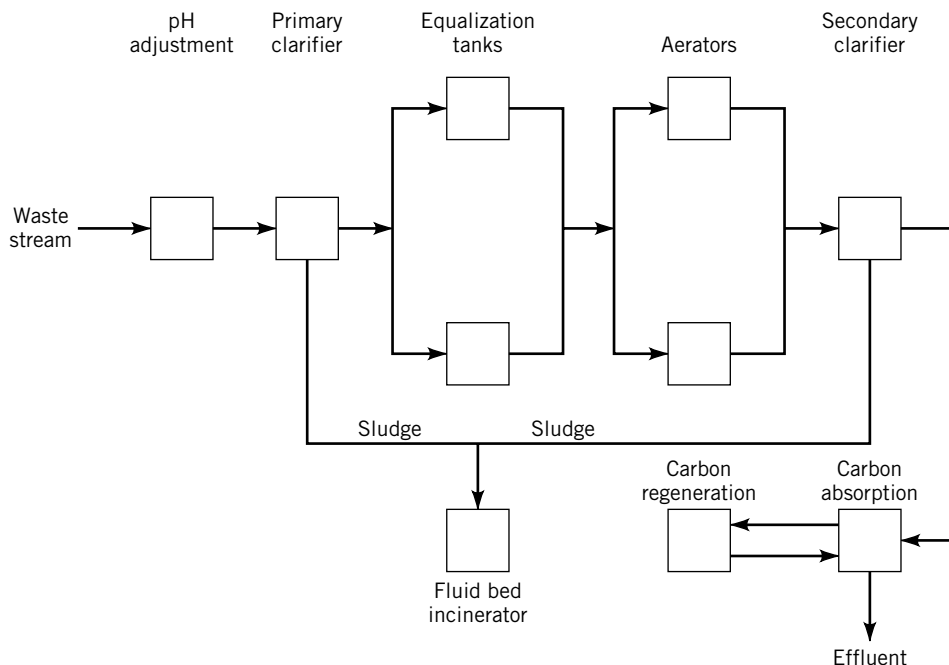 pH
adjustment
Primary
clarifier
Equalization
tanks
Aerators
Secondary
clarifier
Waste
stream
Sludge
Sludge
Carbon
regeneration
Carbon
absorption
Fluid bed
incinerator
Effluent